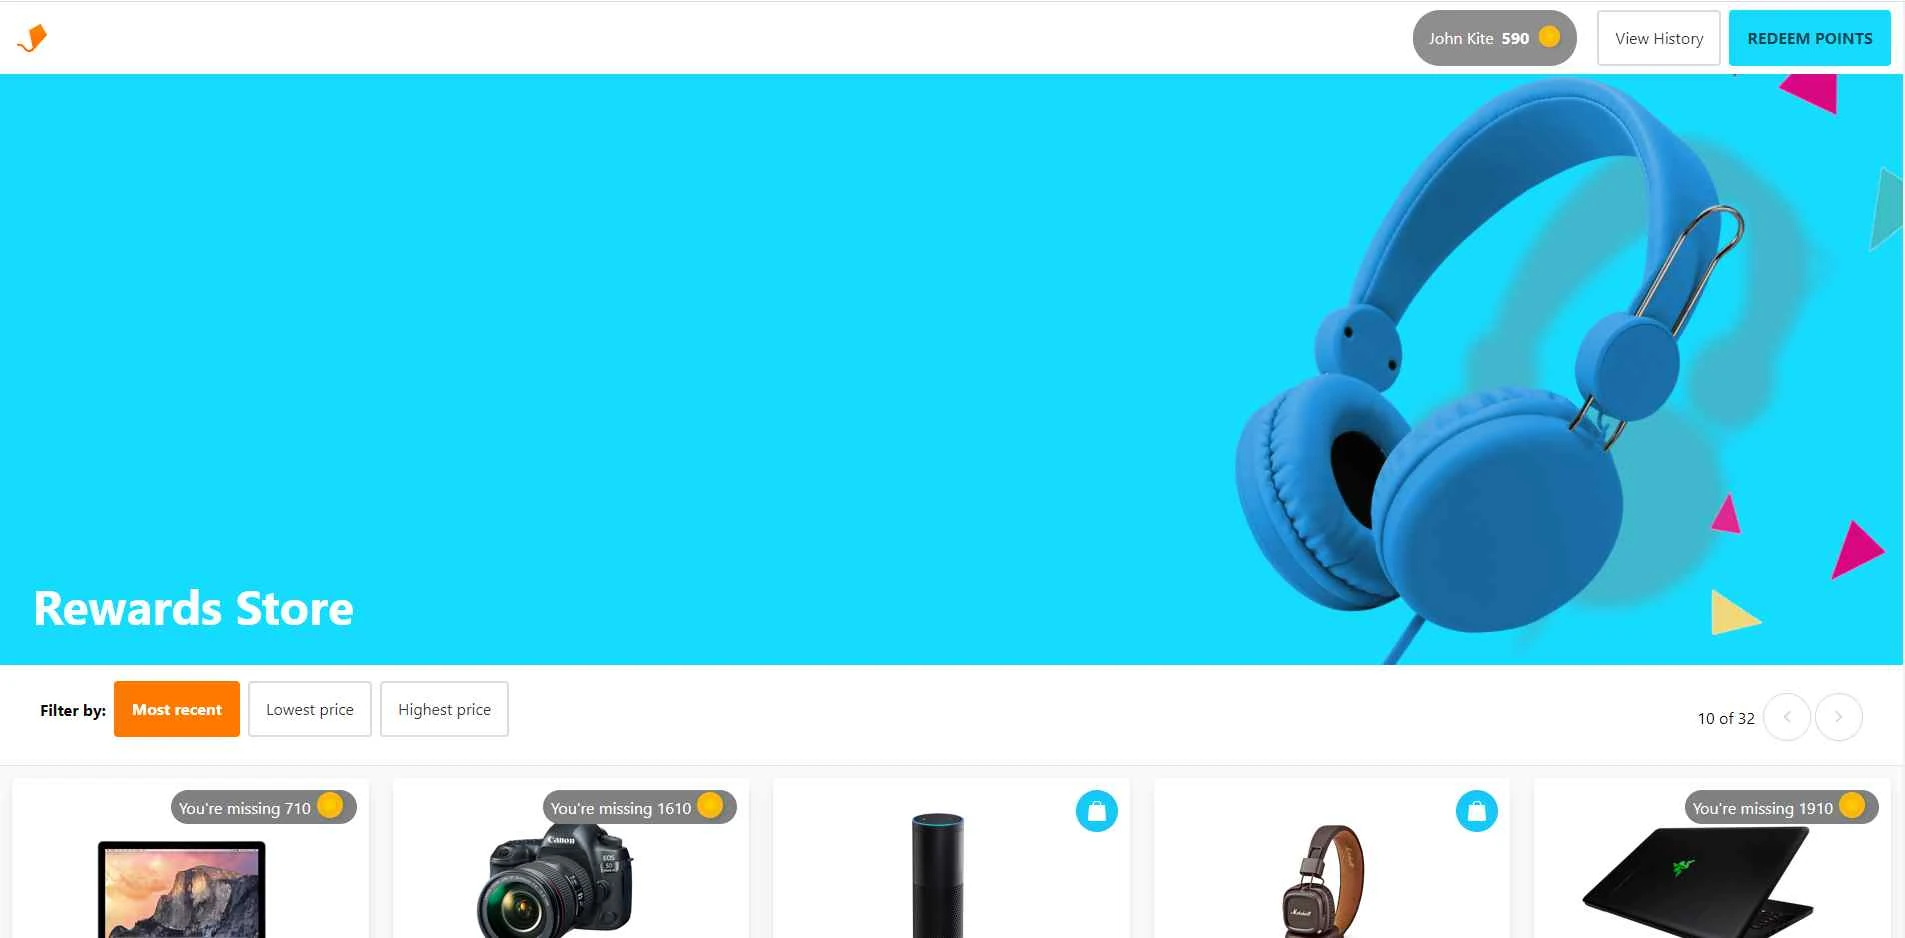 John Kite 590
View History
REDEEM POINTS
Rewards Store
Filter by:
Most recent
Lowest price
Highest price
10 of 32
You're missing 710
You're missing 1610
You're missing 1910
Canon
EOS
5D
Marshall